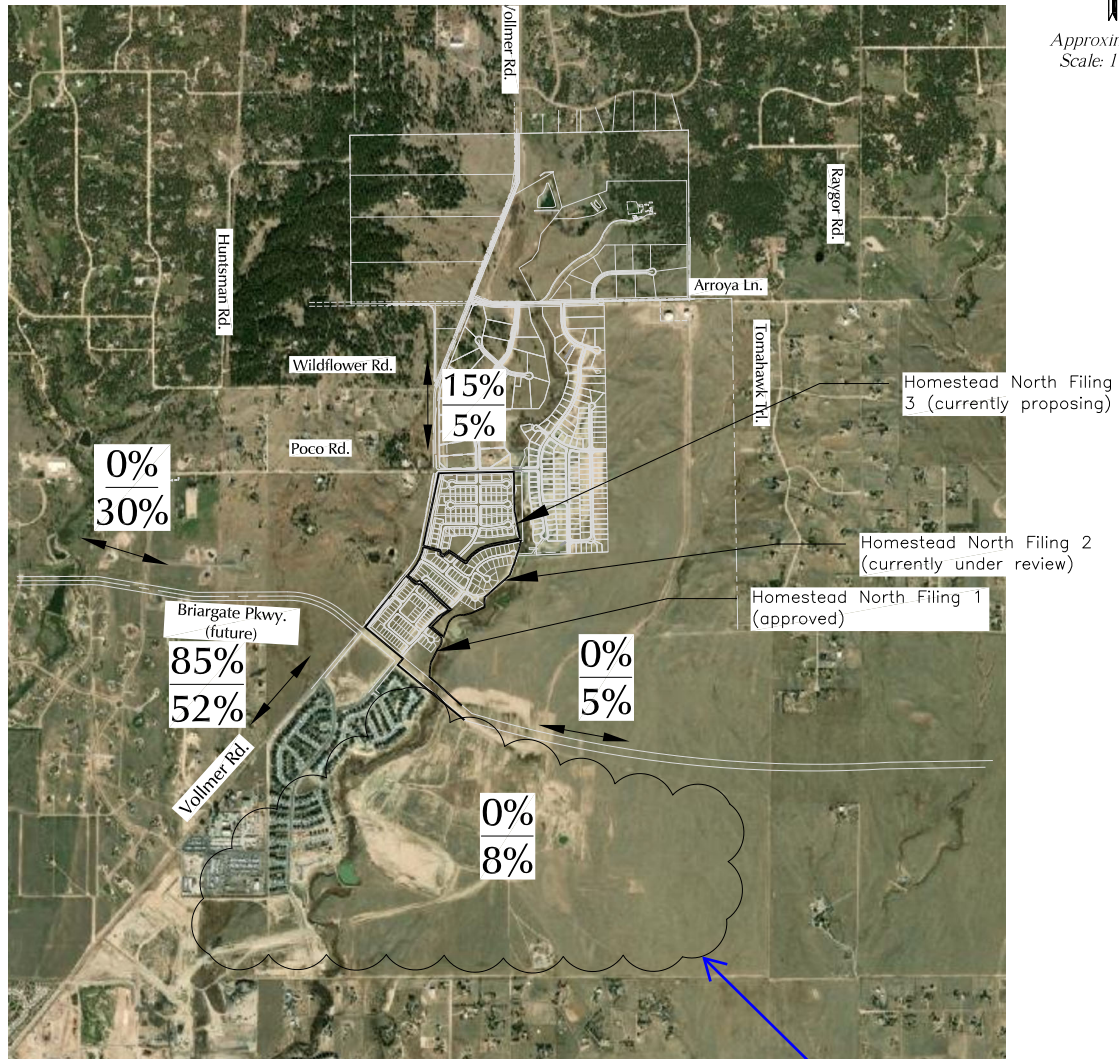 Vollmer Rd.
Scale: 1
Raygor Rd.
Huntsman Rd.
Arroya Ln.
Tomahawk Trl.
Wildflower Rd.
15%
5%
Homestead North Filing
3 (currently proposing)
Poco Rd.
0%
30%
Homestead North Filing 2
(currently under review)
Homestead North Filing 1
(approved)
Briargate Pkwy.
(future)
85%
52%
0%
5%
Vollmer Rd.
0%
8%